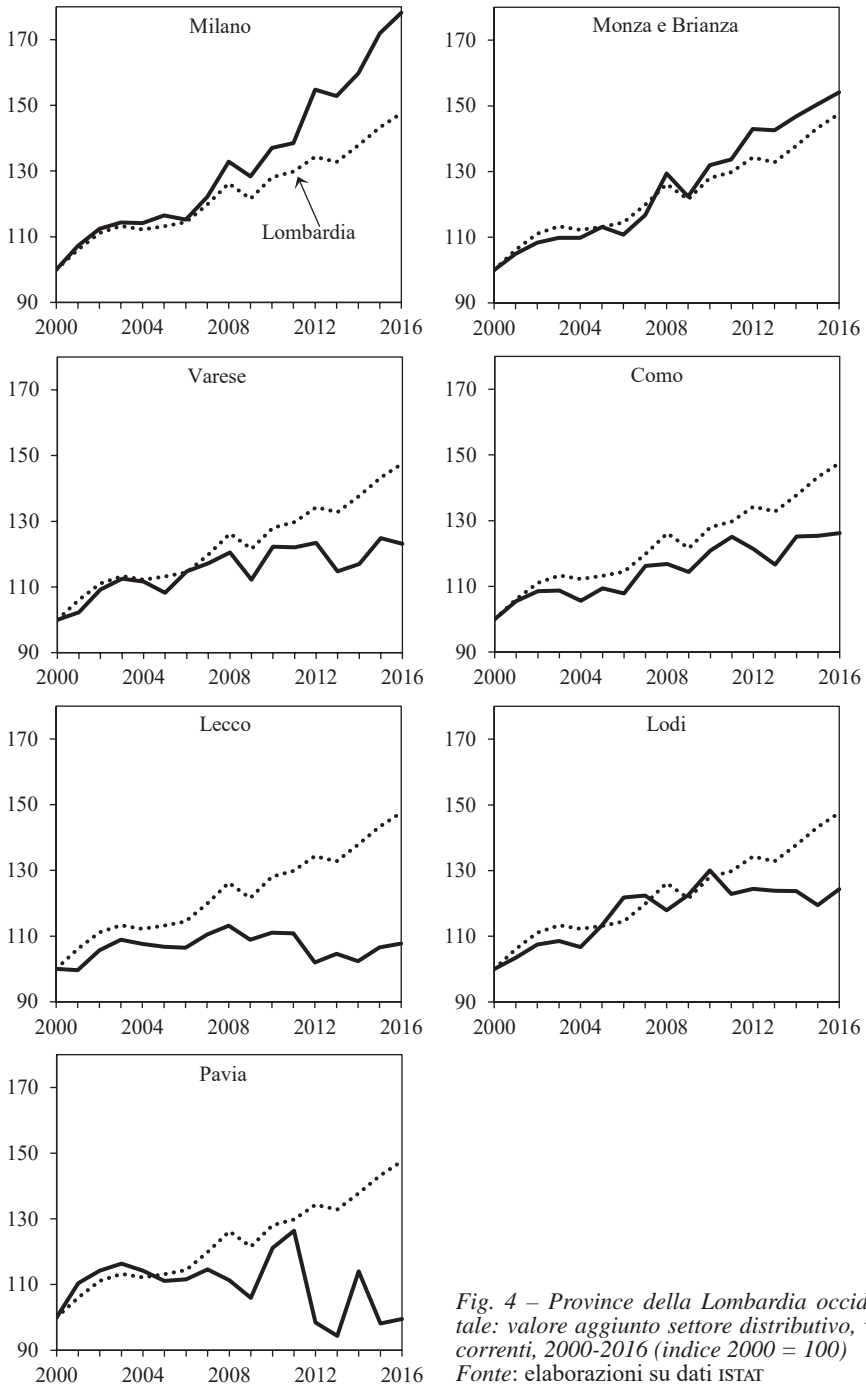 Milano
170
150
130
110
90
Lombardia
2000 2004 2008 2012 2016
Monza e Brianza
170
150
130
110
90
2000 2004 2008 2012 2016
Varese
170
150
130
110
90
2000 2004 2008 2012 2016
Como
170
150
130
110
90
2000 2004 2008 2012 2016
Lecco
170
150
130
110
90
2000 2004 2008 2012 2016
Lodi
170
150
130
110
90
2000 2004 2008 2012 2016
Pavia
170
150
130
110
90
2000 2004 2008 2012 2016
Fig. 4 – Province della Lombardia occid
tale: valore aggiunto settore distributivo,
correnti, 2000-2016 (indice 2000 = 100)
Fonte: elaborazioni su dati ISTAT